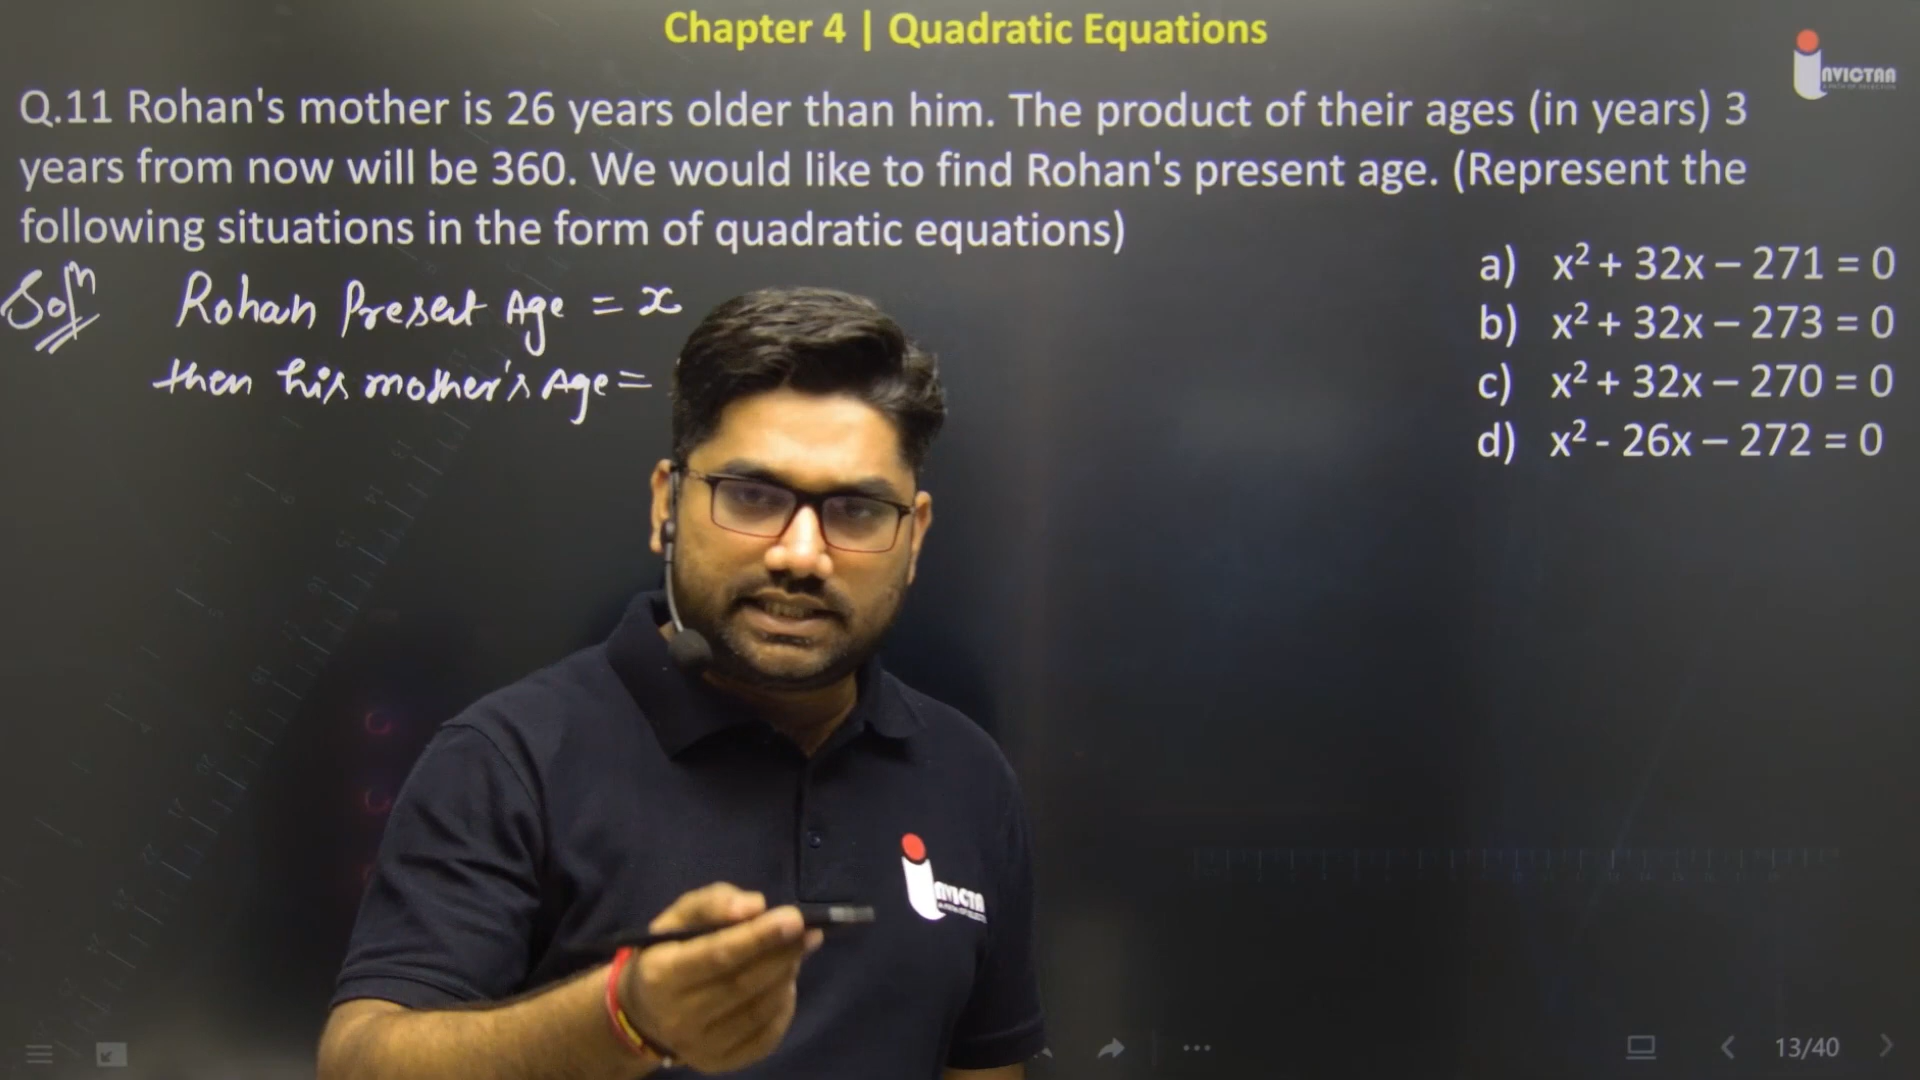 Chapter 4 | Quadratic Equations
INVICTAA
Q.11 Rohan's mother is 26 years older than him. The product of their ages (in years) 3
years from now will be 360. We would like to find Rohan's present age. (Represent the
following situations in the form of quadratic equations)
a) x² + 32x – 271 = 0
b) x² + 32x – 273 = 0
c) x² + 32x – 270 = 0
d) x² - 26x – 272 = 0
Solⁿ Rohan Present Age = x
then his mother's Age =
13/40